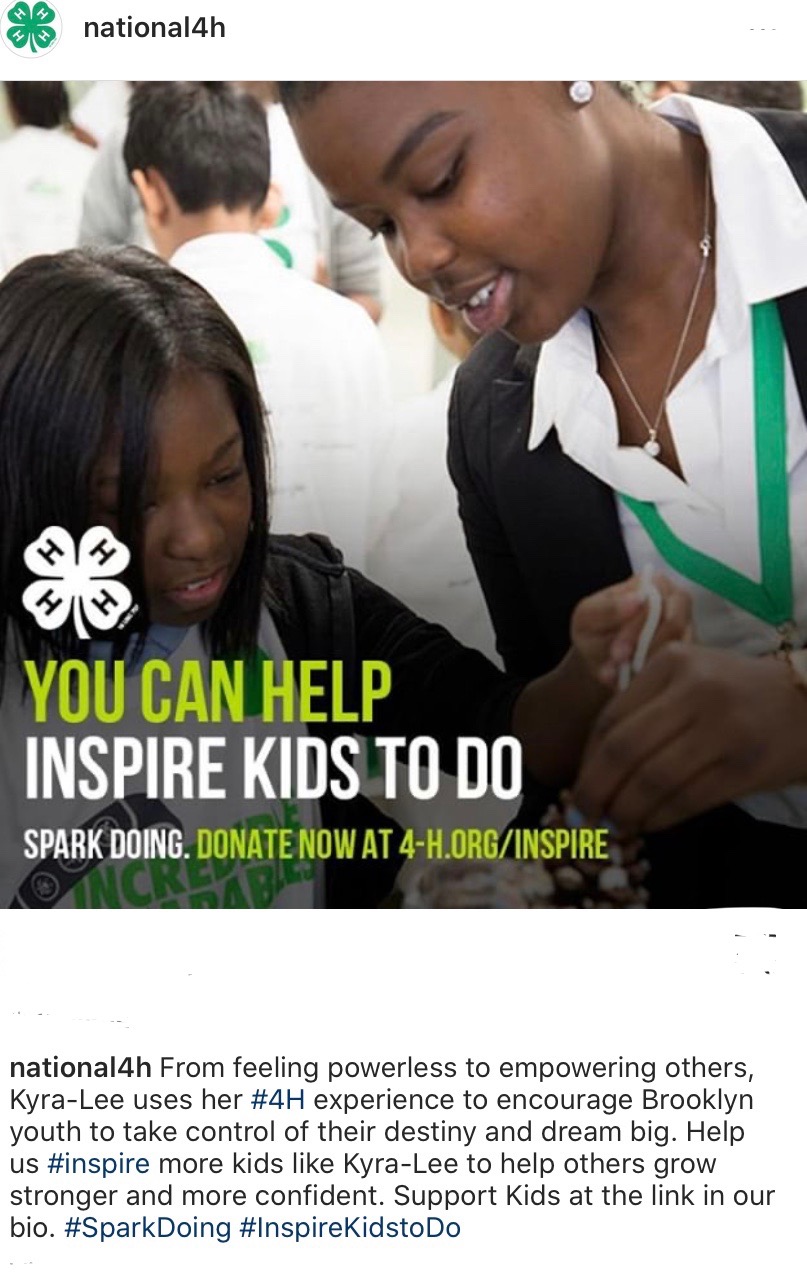 national4h
H H
H H
YOU CAN HELP
INSPIRE KIDS TO DO
SPARK DOING. DONATE NOW AT 4-H.ORG/INSPIRE
INCREDIBLE
national4h From feeling powerless to empowering others,
Kyra-Lee uses her #4H experience to encourage Brooklyn
youth to take control of their destiny and dream big. Help
us #inspire more kids like Kyra-Lee to help others grow
stronger and more confident. Support Kids at the link in our
bio. #SparkDoing #InspireKidstoDo